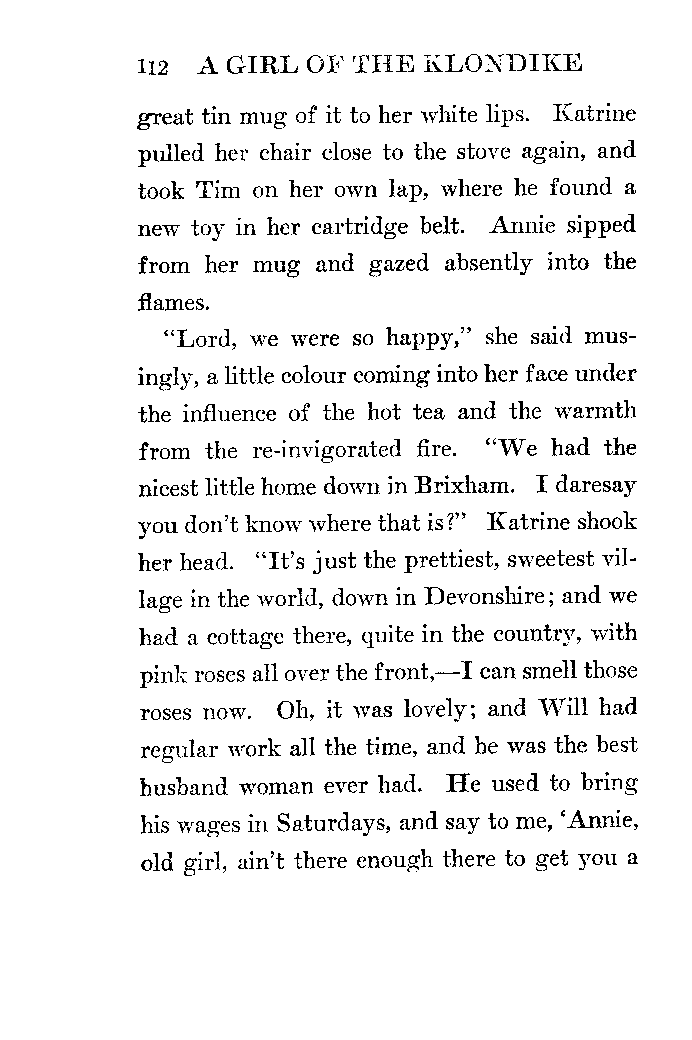 112 A GIRL OF THE KLONDIKE
great tin mug of it to her white lips. Katrine
pulled her chair close to the stove again, and
took Tim on her own lap, where he found a
new toy in her cartridge belt. Annie sipped
from her mug and gazed absently into the
flames.
"Lord, we were so happy," she said mus-
ingly, a little colour coming into her face under
the influence of the hot tea and the warmth
from the re-invigorated fire. "We had the
nicest little home down in Brixham. I daresay
you don't know where that is?" Katrine shook
her head. "It's just the prettiest, sweetest vil-
lage in the world, down in Devonshire; and we
had a cottage there, quite in the country, with
pink roses all over the front,—I can smell those
roses now. Oh, it was lovely; and Will had
regular work all the time, and he was the best
husband woman ever had. He used to bring
his wages in Saturdays, and say to me, 'Annie,
old girl, ain't there enough there to get you a